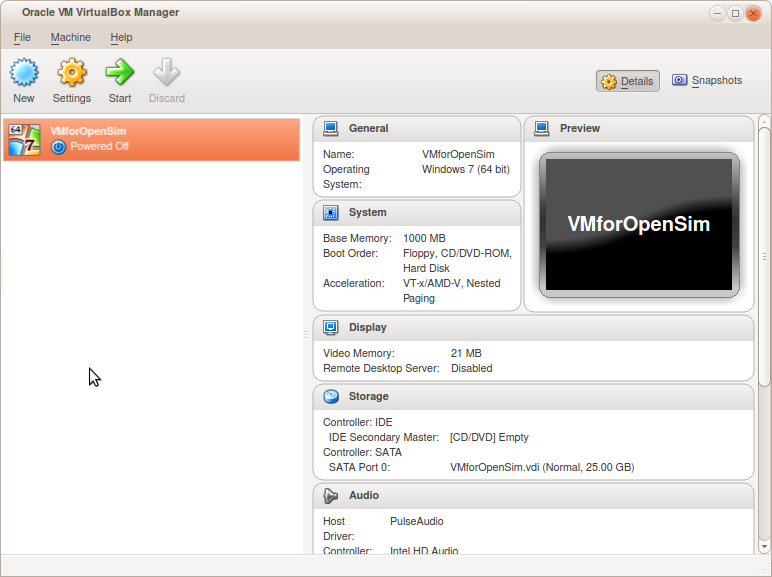 Oracle VM VirtualBox Manager
File Machine Help
New Settings Start Discard
Details Snapshots
64 7
VMforOpenSim
Powered Off
General
Name: VMforOpenSim
Operating System: Windows 7 (64 bit)
System
Base Memory: 1000 MB
Boot Order: Floppy, CD/DVD-ROM,
Hard Disk
Acceleration: VT-x/AMD-V, Nested
Paging
Preview
VMforOpenSim
Display
Video Memory: 21 MB
Remote Desktop Server: Disabled
Storage
Controller: IDE
IDE Secondary Master: [CD/DVD] Empty
Controller: SATA
SATA Port 0: VMforOpenSim.vdi (Normal, 25.00 GB)
Audio
Host Driver: PulseAudio
Controller: Intel HD Audio